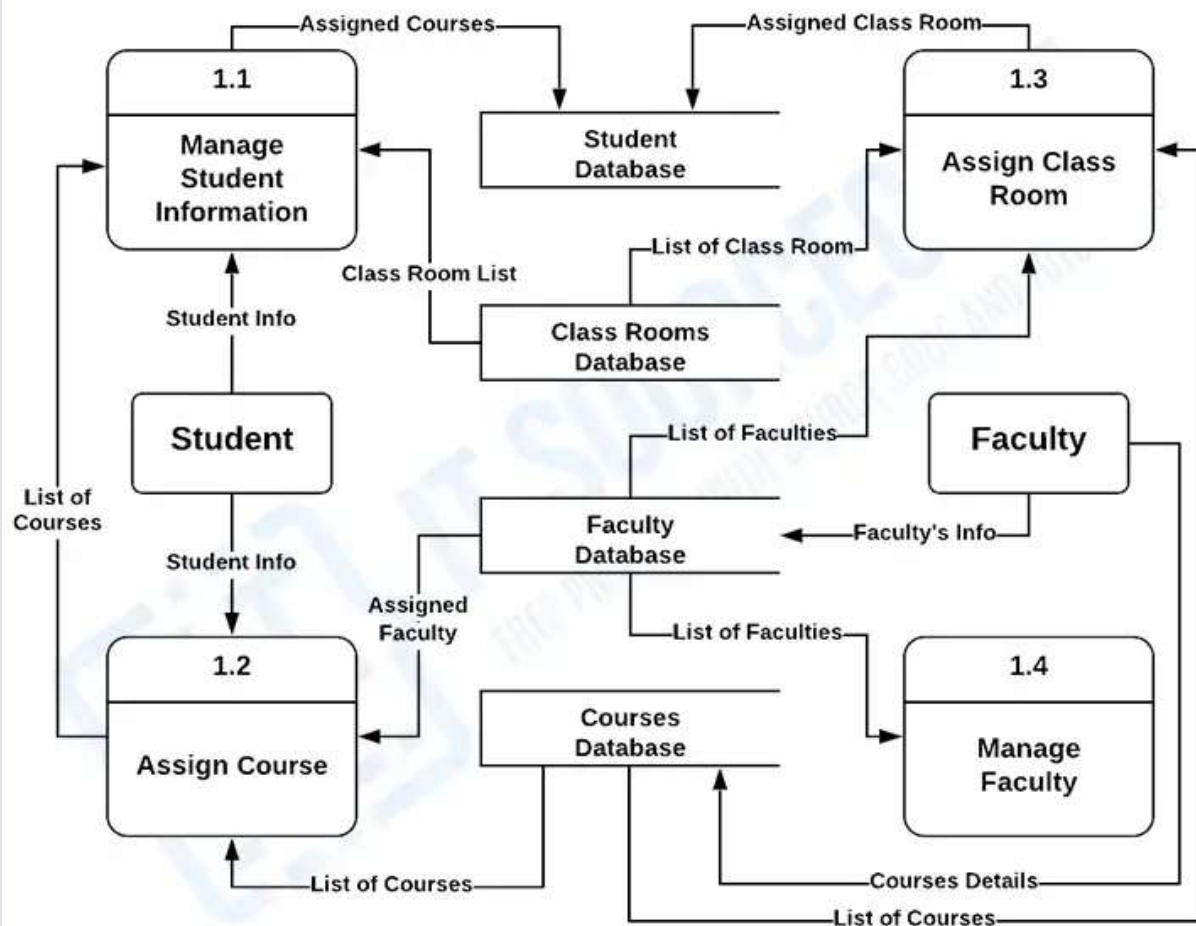 Assigned Courses
Assigned Class Room
1.1
1.3
Manage
Student
Information
Student
Database
Assign Class
Room
List of Class Room
Class Room List
Student Info
Class Rooms
Database
Student
List of Faculties
Faculty
List of
Courses
Faculty
Database
Faculty's Info
Student Info
Assigned
Faculty
List of Faculties
1.2
1.4
Courses
Database
Assign Course
Manage
Faculty
List of Courses
Courses Details
List of Courses
IT SOURCEC